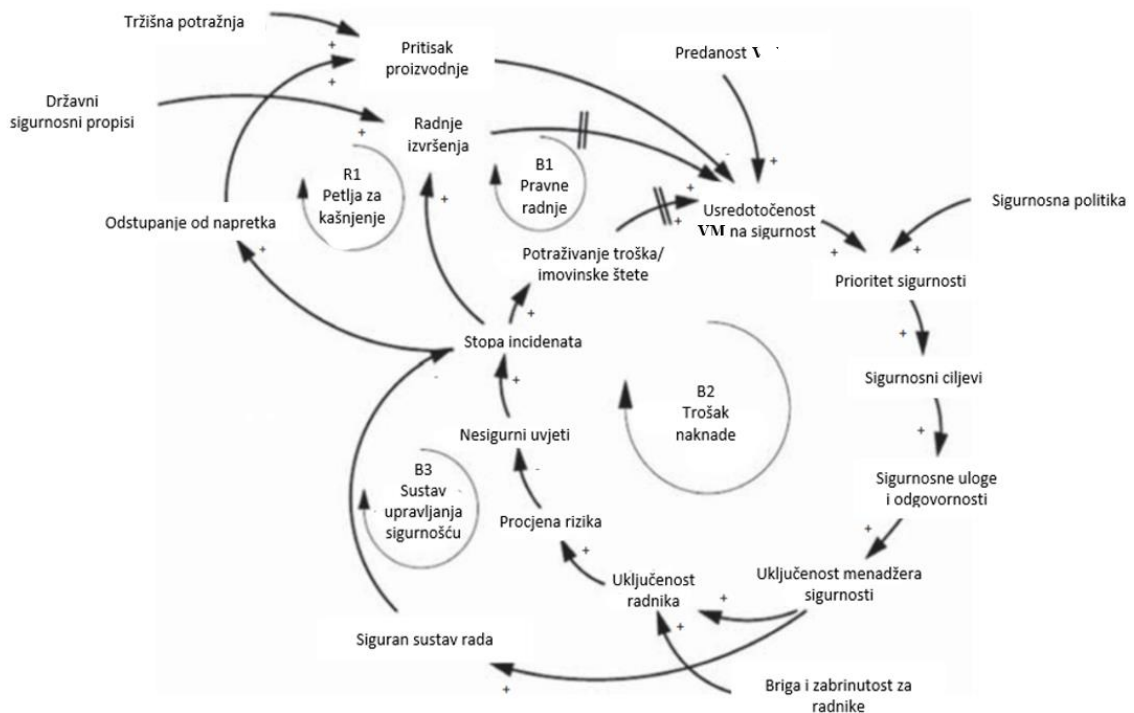 Tržišna potražnja
Pritisak
proizvodnje
Predanost
Državni
sigurnosni propisi
Radnje
izvršenja
R1
Petlja za
kašnjenje
B1
Pravne
radnje
Odstupanje od napretka
Usredotočenost
VM na sigurnost
Sigurnosna politika
Potraživanje troška/
imovinske štete
Prioritet sigurnosti
Stopa incidenata
Sigurnosni ciljevi
B2
Trošak
naknade
Nesigurni uvjeti
B3
Sustav
upravljanja
sigurnošću
Sigurnosne uloge
i odgovornosti
Procjena rizika
Uključenost
radnika
Uključenost menadžera
sigurnosti
Siguran sustav rada
Briga i zabrinutost za
radnike